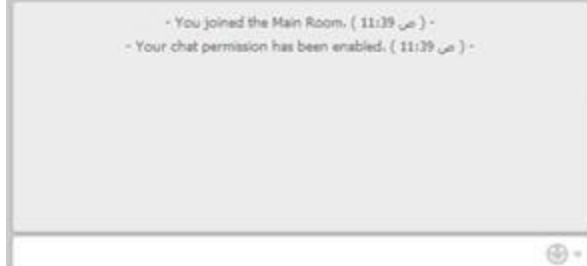 - You joined the Main Room. ( 11:39 ص ) -
- Your chat permission has been enabled. ( 11:39 ص ) -